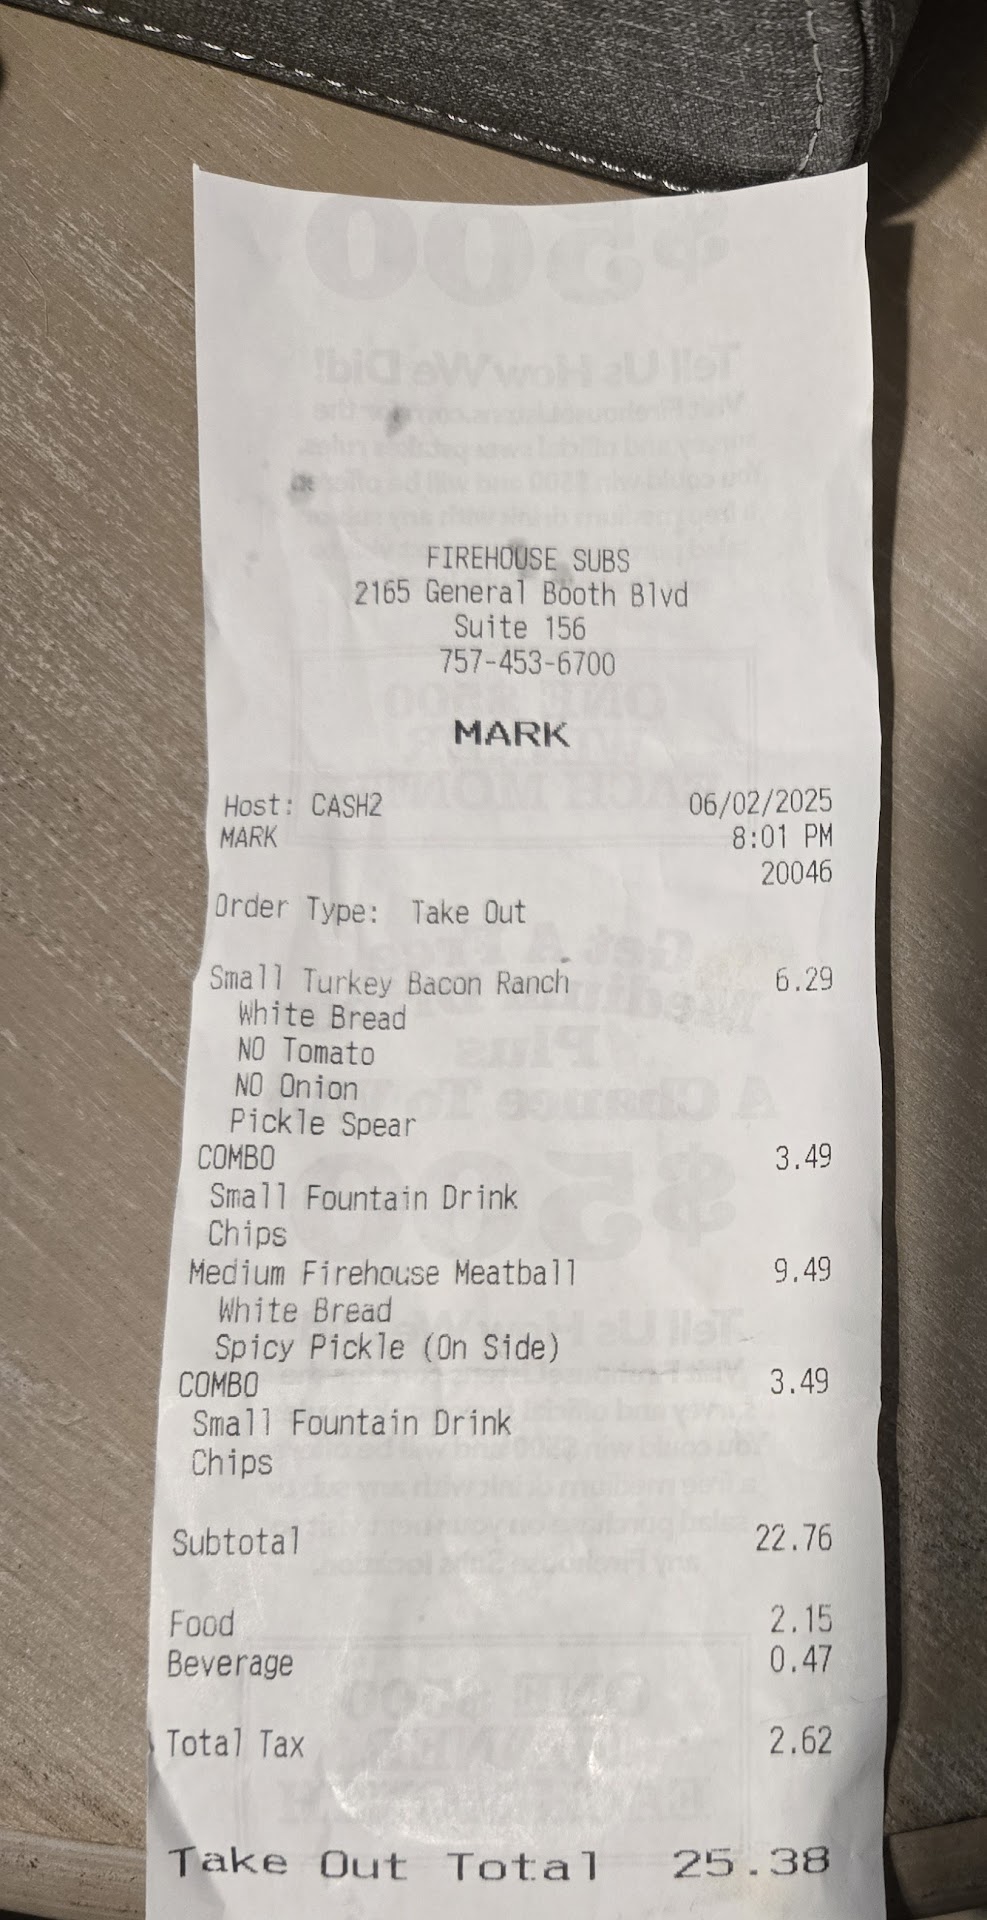 FIREHOUSE SUBS
2165 General Booth Blvd
Suite 156
757-453-6700
MARK
Host: CASH2 06/02/2025
MARK 8:01 PM
20046
Order Type: Take Out
Small Turkey Bacon Ranch 6.29
White Bread
NO Tomato
NO Onion
Pickle Spear
COMBO 3.49
Small Fountain Drink
Chips
Medium Firehouse Meatball 9.49
White Bread
Spicy Pickle (On Side)
COMBO 3.49
Small Fountain Drink
Chips
Subtotal 22.76
Food 2.15
Beverage 0.47
Total Tax 2.62
Take Out Total 25.38